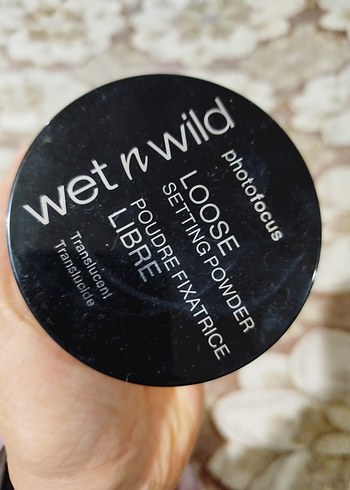 wet n wild
photofocus
LOOSE
SETTING POWDER
POUDRE FIXATRICE
LIBRE
Translucent
Translucide